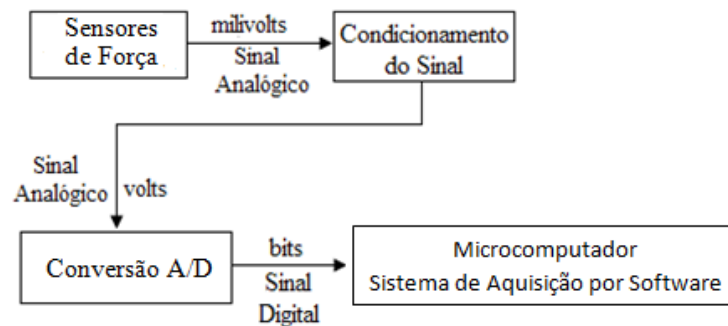 Sensores
de Força
milivolts
Sinal
Analógico
Condicionamento
do Sinal
Sinal
Analógico
volts
Conversão A/D
bits
Sinal
Digital
Microcomputador
Sistema de Aquisição por Software